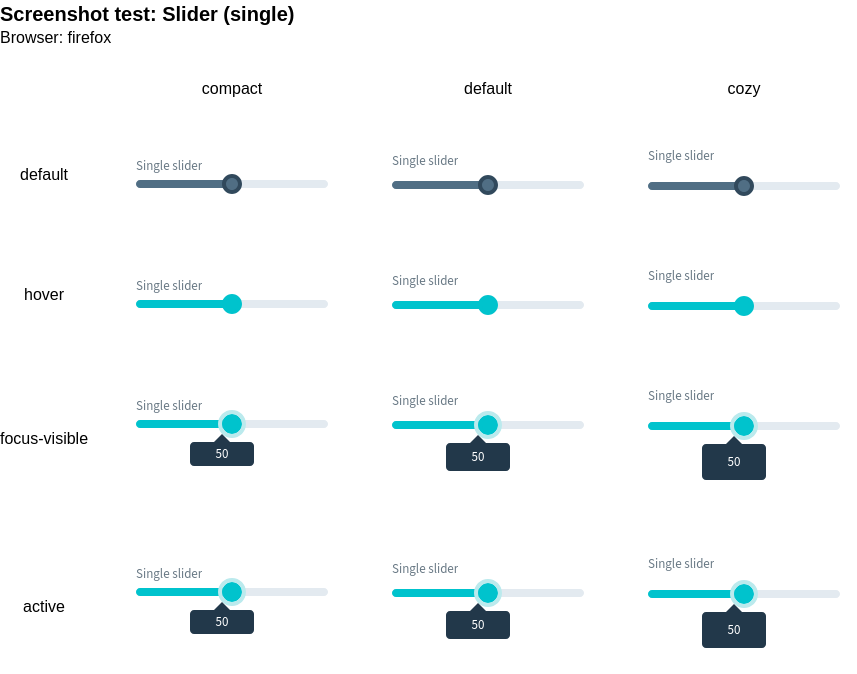 Screenshot test: Slider (single)
Browser: firefox
compact default cozy
default Single slider Single slider Single slider
hover Single slider Single slider Single slider
focus-visible Single slider Single slider Single slider
50 50 50
active Single slider Single slider Single slider
50 50 50